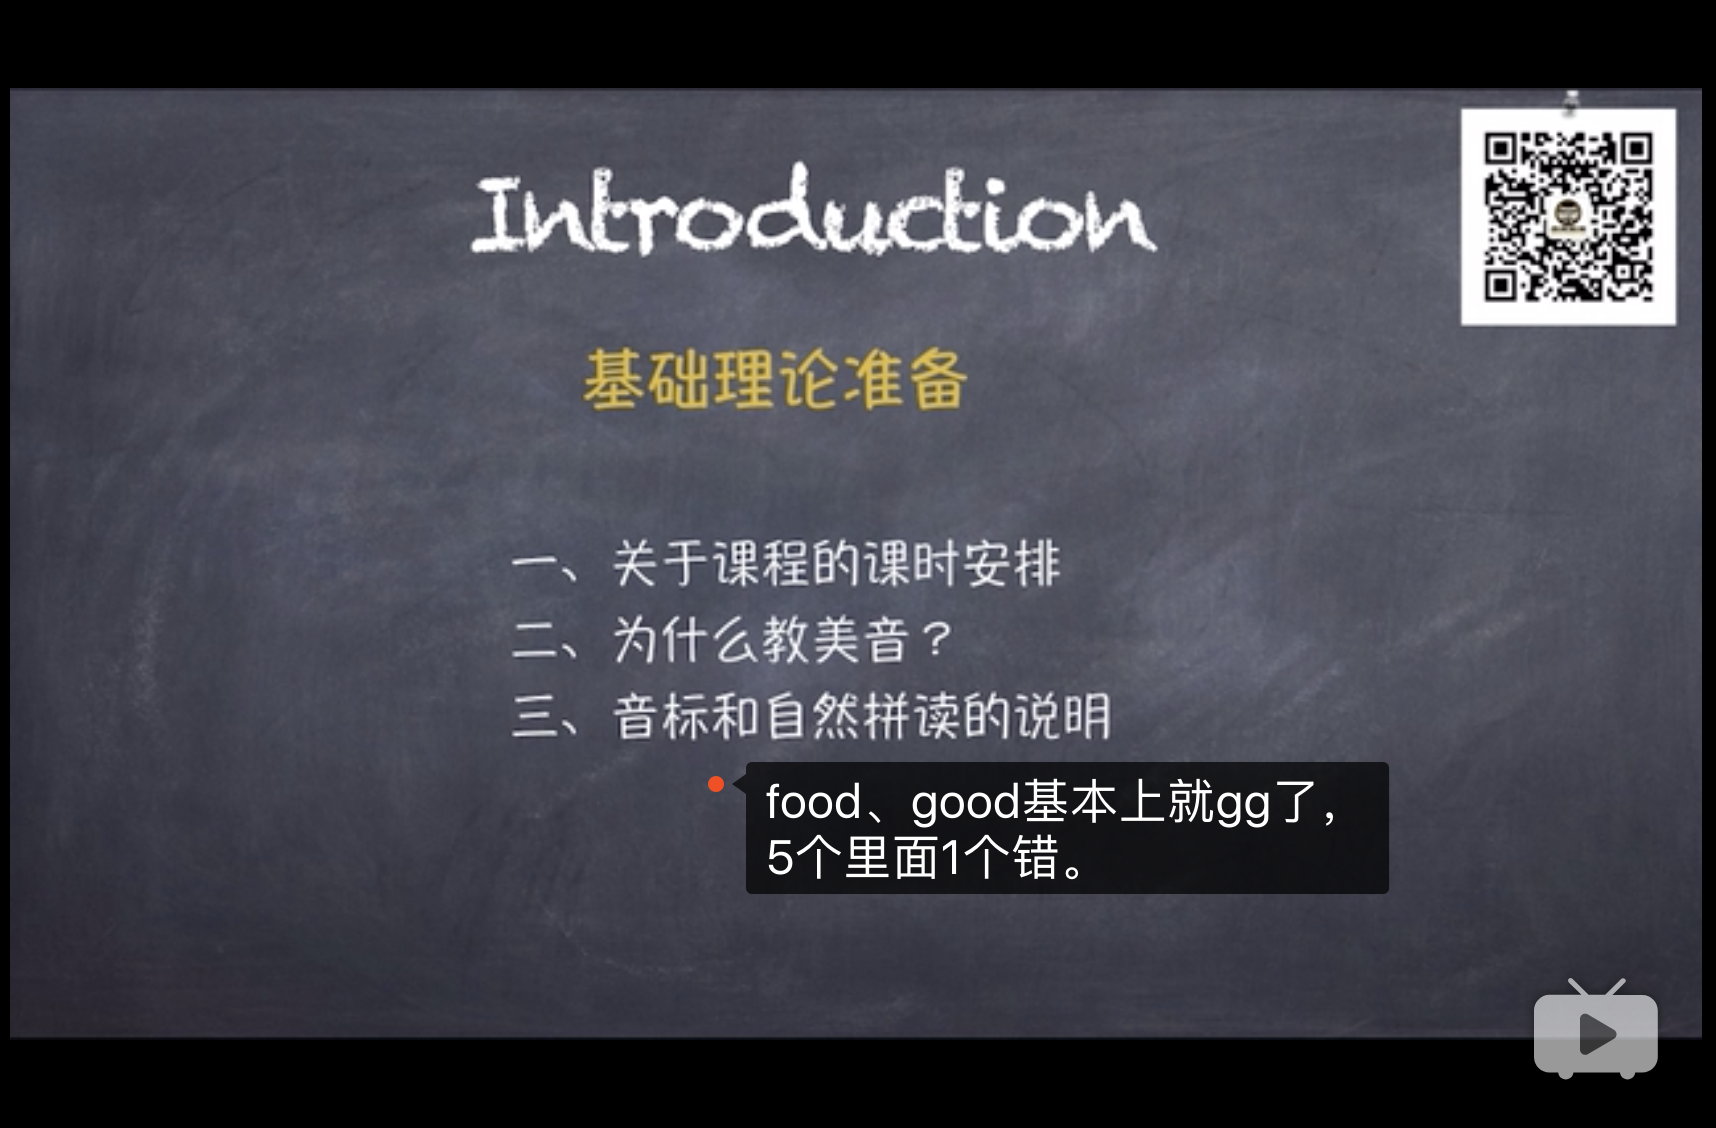 Introduction
基础理论准备
一、关于课程的课时安排
二、为什么教美音？
三、音标和自然拼读的说明
food、good基本上就gg了，
5个里面1个错。